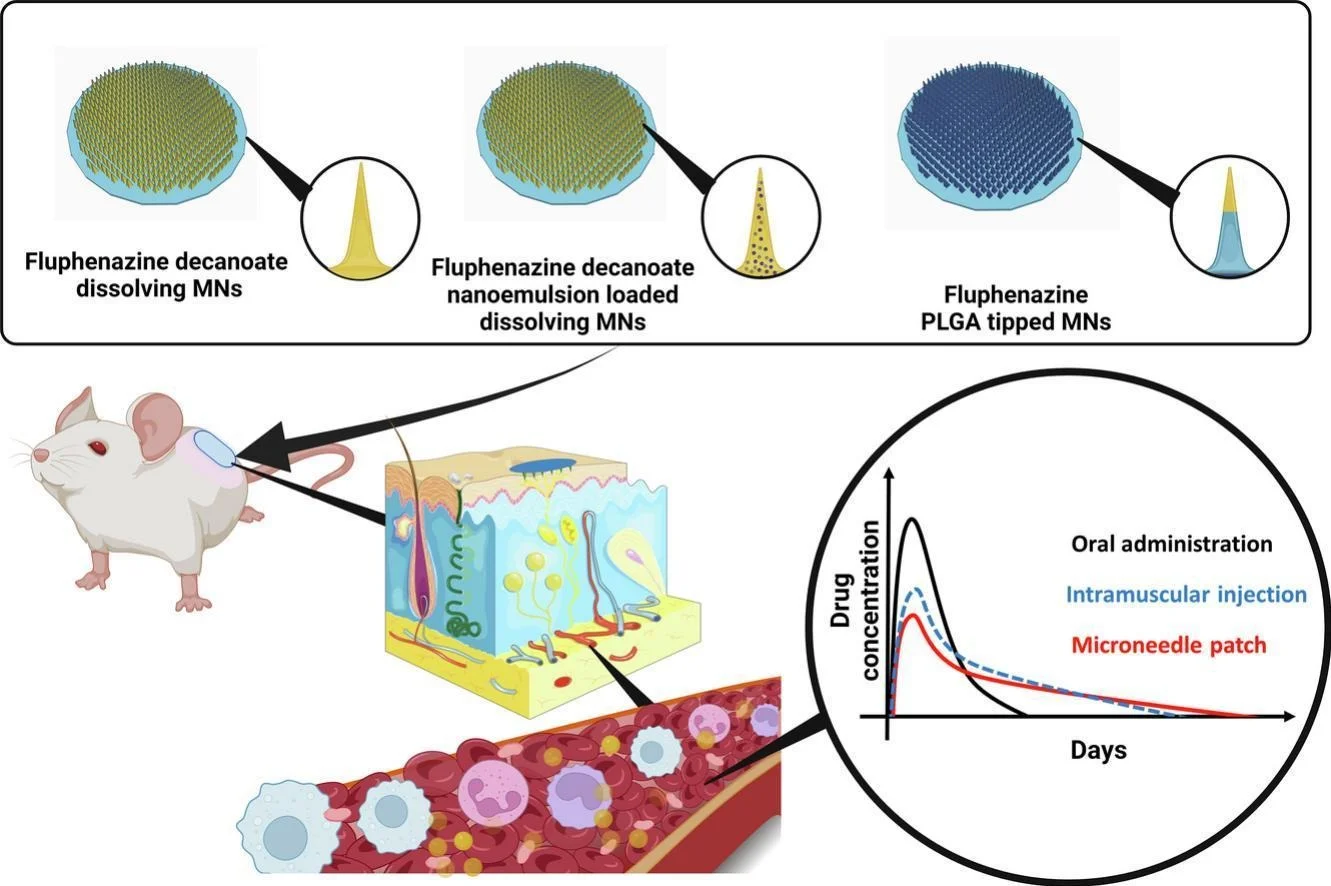 Fluphenazine decanoate
dissolving MNs
Fluphenazine decanoate
nanoemulsion loaded
dissolving MNs
Fluphenazine
PLGA tipped MNs
Drug
concentration
Oral administration
Intramuscular injection
Microneedle patch
Days